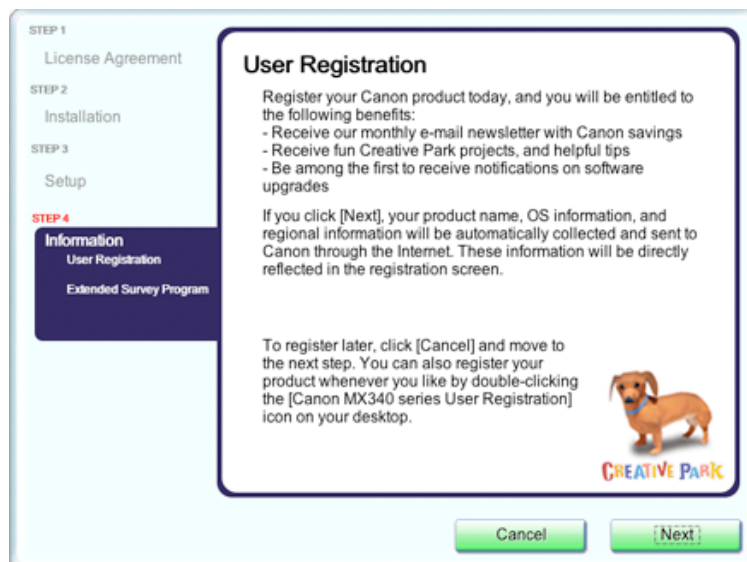 STEP 1
License Agreement
STEP 2
Installation
STEP 3
Setup
STEP 4
Information
User Registration
Extended Survey Program
User Registration
Register your Canon product today, and you will be entitled to
the following benefits:
- Receive our monthly e-mail newsletter with Canon savings
- Receive fun Creative Park projects, and helpful tips
- Be among the first to receive notifications on software
upgrades
If you click [Next], your product name, OS information, and
regional information will be automatically collected and sent to
Canon through the Internet. These information will be directly
reflected in the registration screen.
To register later, click [Cancel] and move to
the next step. You can also register your
product whenever you like by double-clicking
the [Canon MX340 series User Registration]
icon on your desktop.
CREATIVE PARK
Cancel
Next